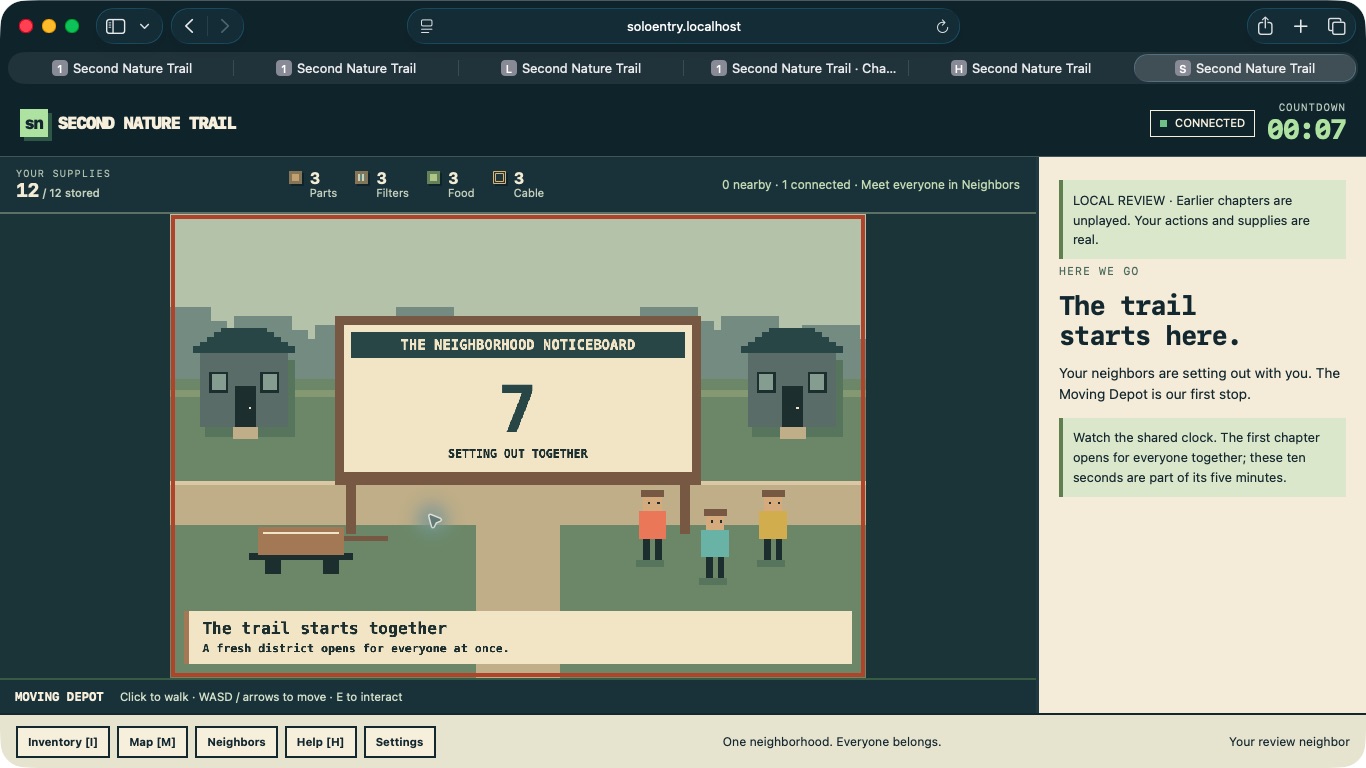 soloentry.localhost
1 Second Nature Trail
1 Second Nature Trail
L Second Nature Trail
1 Second Nature Trail · Cha...
H Second Nature Trail
S Second Nature Trail
sn SECOND NATURE TRAIL
CONNECTED
COUNTDOWN
00:07
YOUR SUPPLIES
12 / 12 stored
3
Parts
3
Filters
3
Food
3
Cable
0 nearby · 1 connected · Meet everyone in Neighbors
THE NEIGHBORHOOD NOTICEBOARD
7
SETTING OUT TOGETHER
The trail starts together
A fresh district opens for everyone at once.
MOVING DEPOT Click to walk · WASD / arrows to move · E to interact
LOCAL REVIEW · Earlier chapters are
unplayed. Your actions and supplies are
real.
HERE WE GO
The trail
starts here.
Your neighbors are setting out with you. The
Moving Depot is our first stop.
Watch the shared clock. The first chapter
opens for everyone together; these ten
seconds are part of its five minutes.
Inventory [I]
Map [M]
Neighbors
Help [H]
Settings
One neighborhood. Everyone belongs.
Your review neighbor